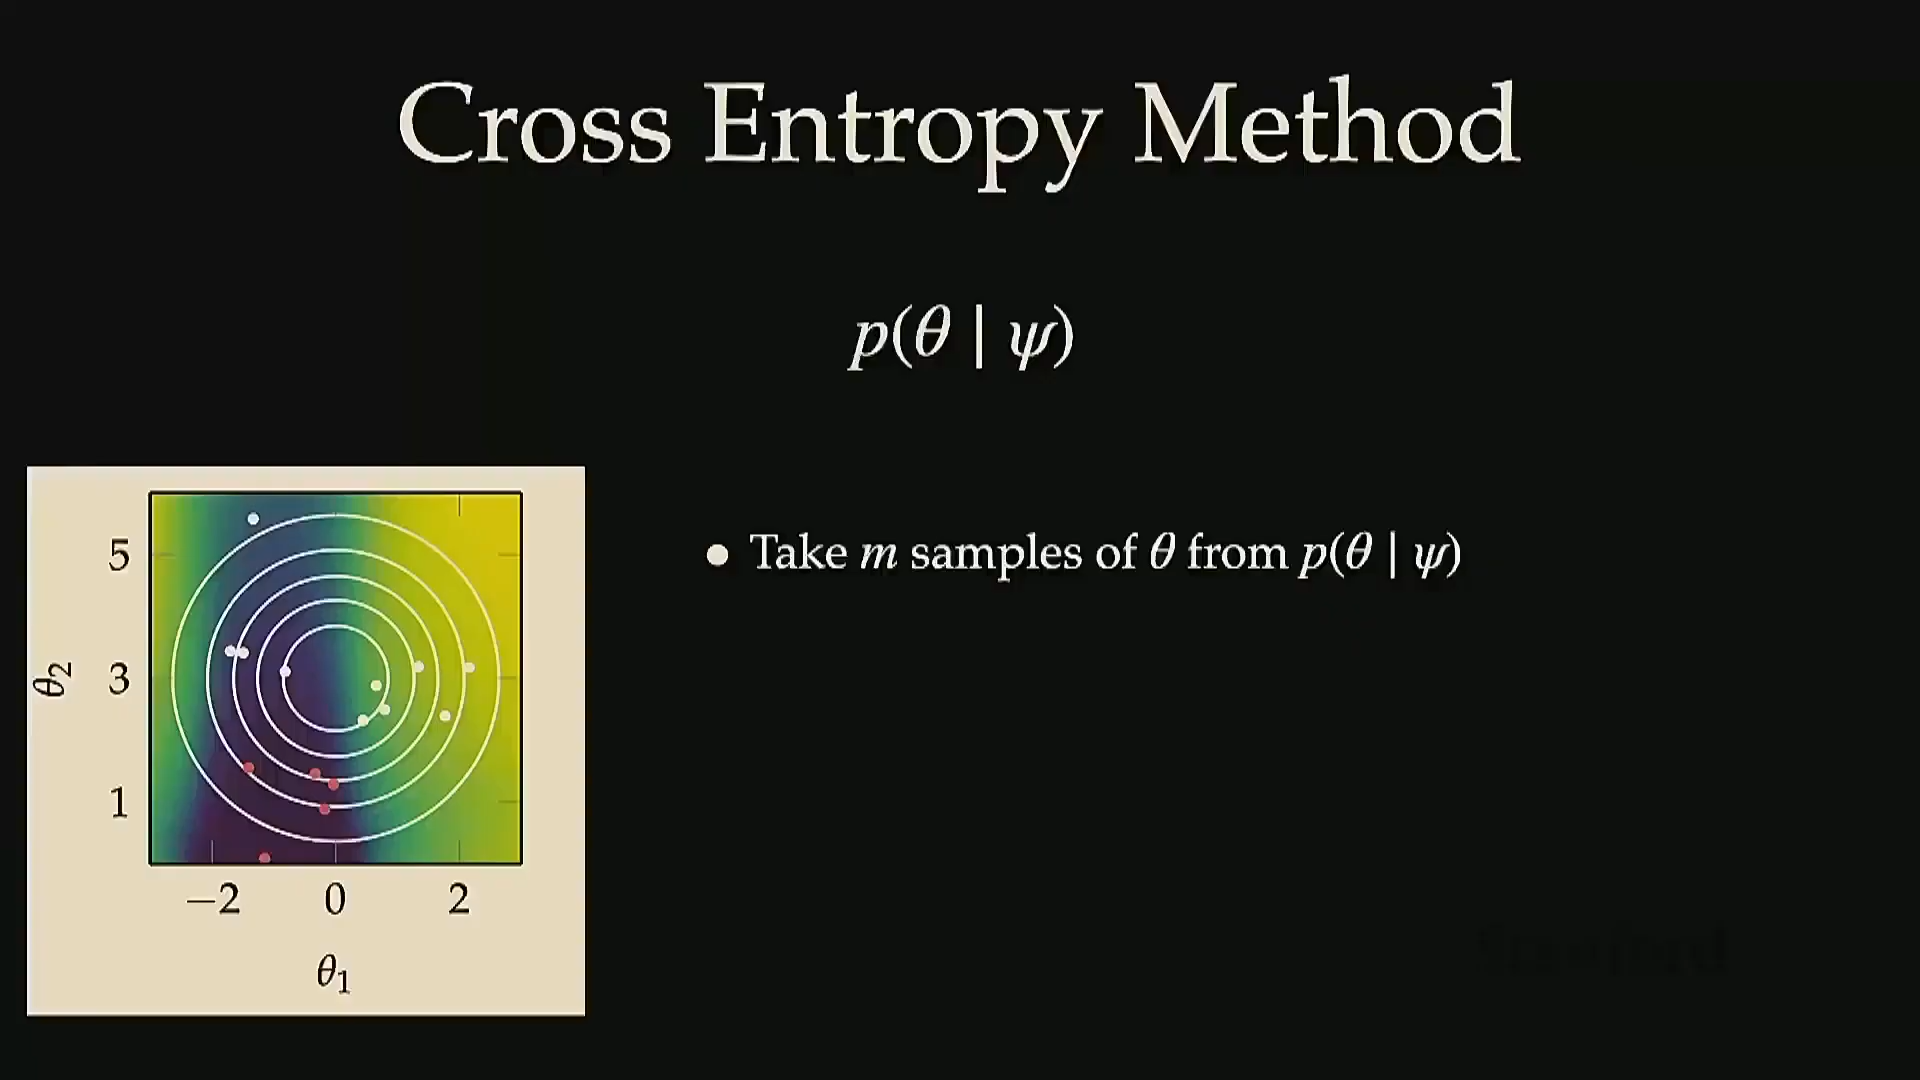 Cross Entropy Method
p(θ | ψ)
• Take m samples of θ from p(θ | ψ)
5
3
1
θ₂
−2 0 2
θ₁